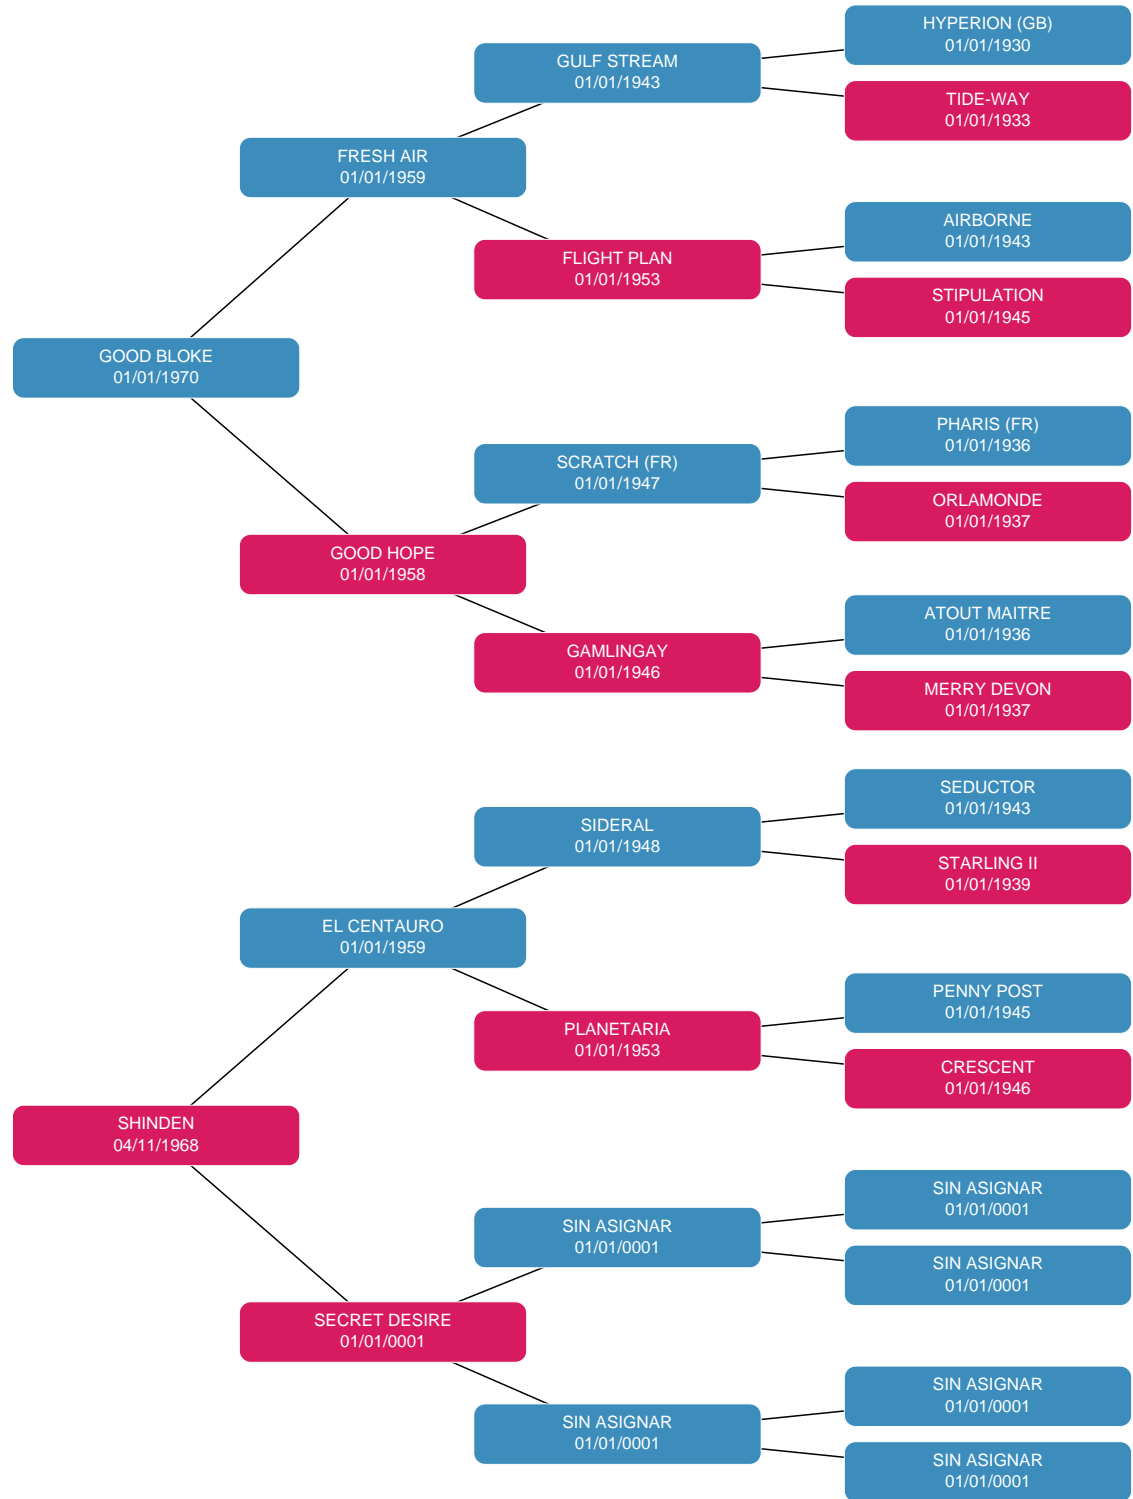 HYPERION (GB)
01/01/1930
GULF STREAM
01/01/1943
TIDE-WAY
01/01/1933
FRESH AIR
01/01/1959
AIRBORNE
01/01/1943
FLIGHT PLAN
01/01/1953
STIPULATION
01/01/1945
GOOD BLOKE
01/01/1970
PHARIS (FR)
01/01/1936
SCRATCH (FR)
01/01/1947
ORLAMONDE
01/01/1937
GOOD HOPE
01/01/1958
ATOUT MAITRE
01/01/1936
GAMLINGAY
01/01/1946
MERRY DEVON
01/01/1937
SEDUCTOR
01/01/1943
SIDERAL
01/01/1948
STARLING II
01/01/1939
EL CENTAURO
01/01/1959
PENNY POST
01/01/1945
PLANETARIA
01/01/1953
CRESCENT
01/01/1946
SHINDEN
04/11/1968
SIN ASIGNAR
01/01/0001
SIN ASIGNAR
01/01/0001
SIN ASIGNAR
01/01/0001
SECRET DESIRE
01/01/0001
SIN ASIGNAR
01/01/0001
SIN ASIGNAR
01/01/0001
SIN ASIGNAR
01/01/0001